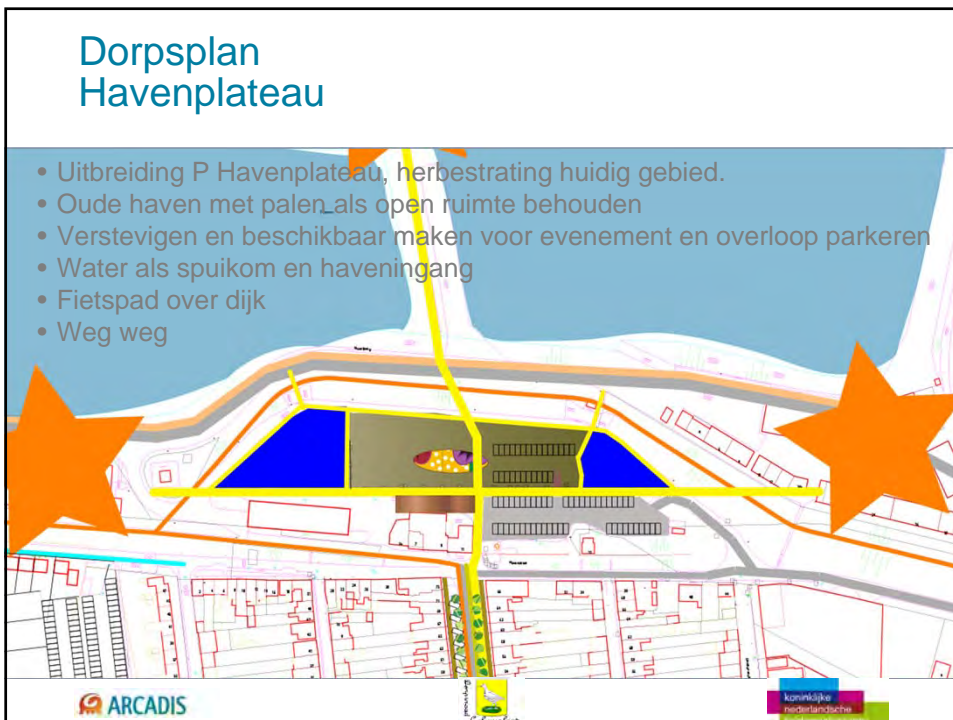 Dorpsplan
Havenplateau
• Uitbreiding P Havenplateau, herbestrating huidig gebied.
• Oude haven met palen als open ruimte behouden
• Verstevigen en beschikbaar maken voor evenement en overloop parkeren
• Water als spuikom en haveningang
• Fietspad over dijk
• Weg weg
ARCADIS
koninklijke
nederlandsche